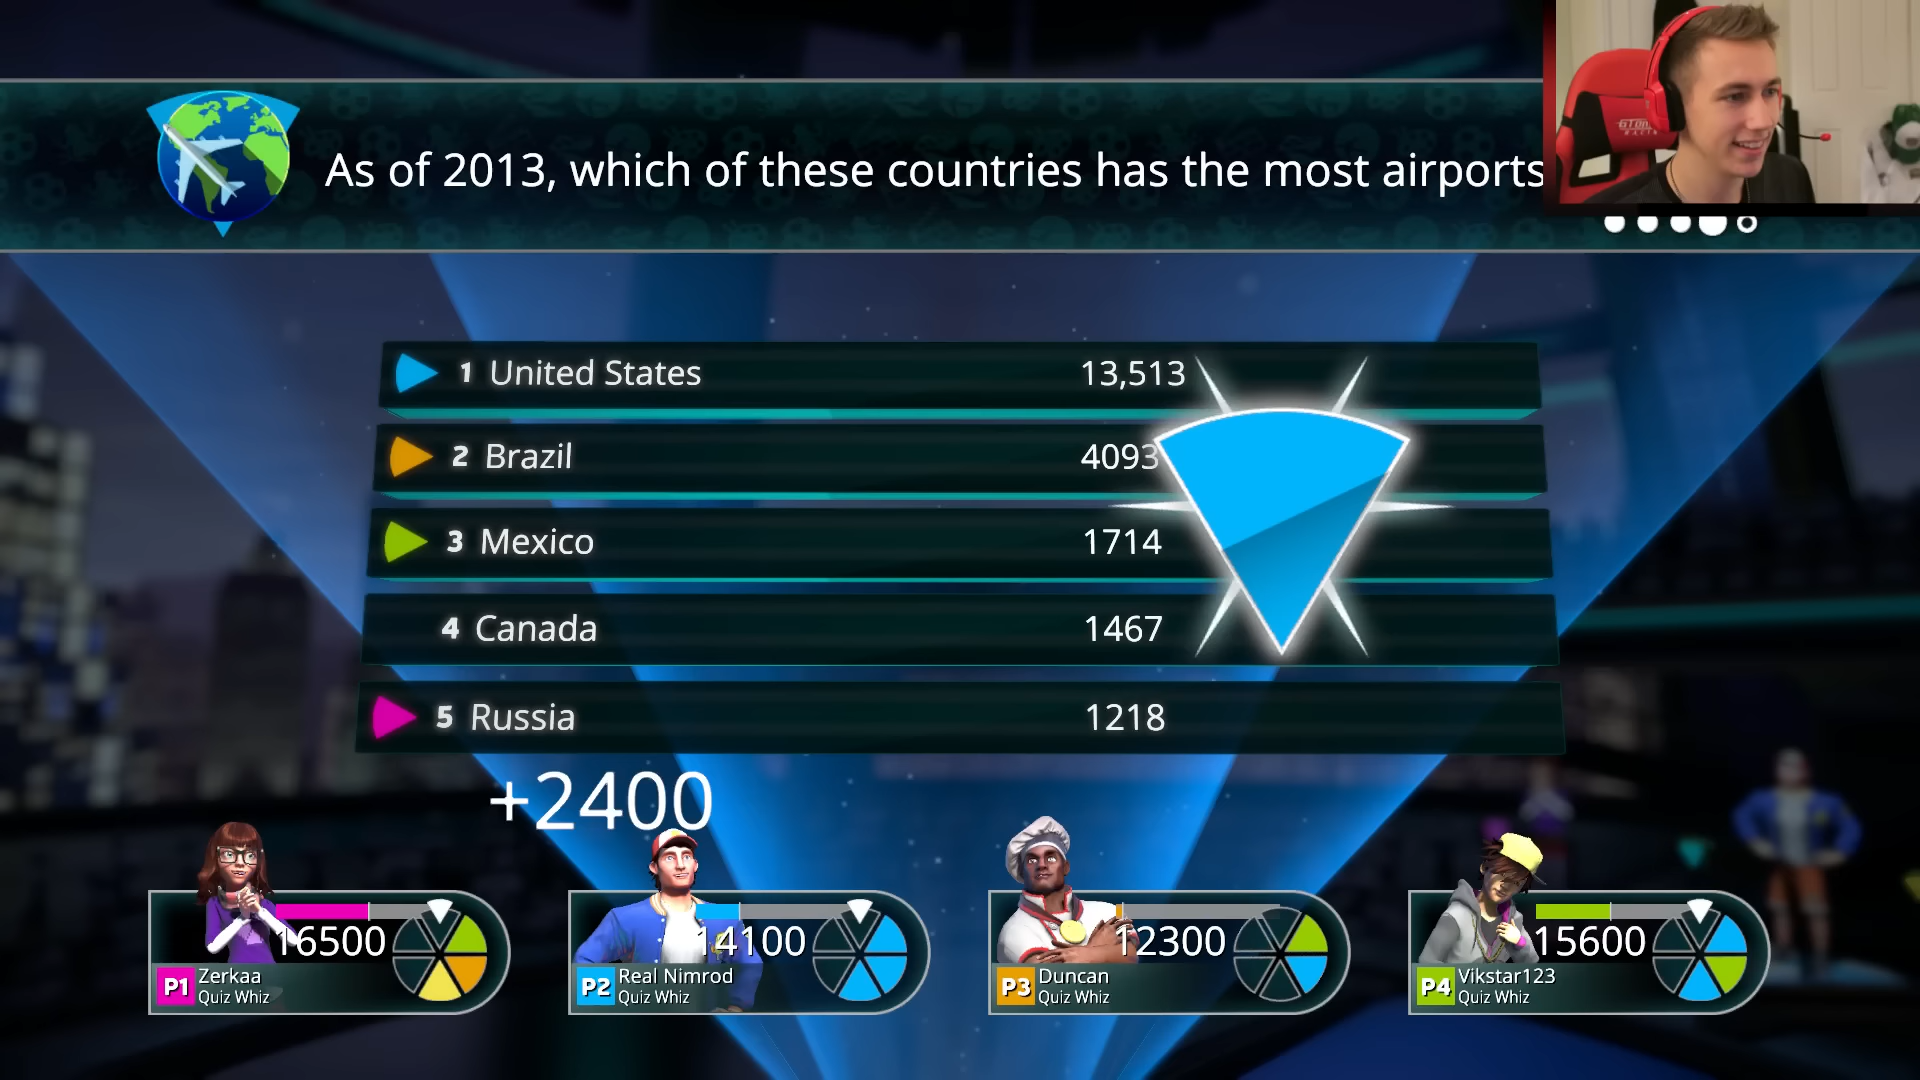 As of 2013, which of these countries has the most airports
1 United States 13,513
2 Brazil 4093
3 Mexico 1714
4 Canada 1467
5 Russia 1218
+2400
16500
P1 Zerkaa
Quiz Whiz
14100
P2 Real Nimrod
Quiz Whiz
12300
P3 Duncan
Quiz Whiz
15600
P4 Vikstar123
Quiz Whiz